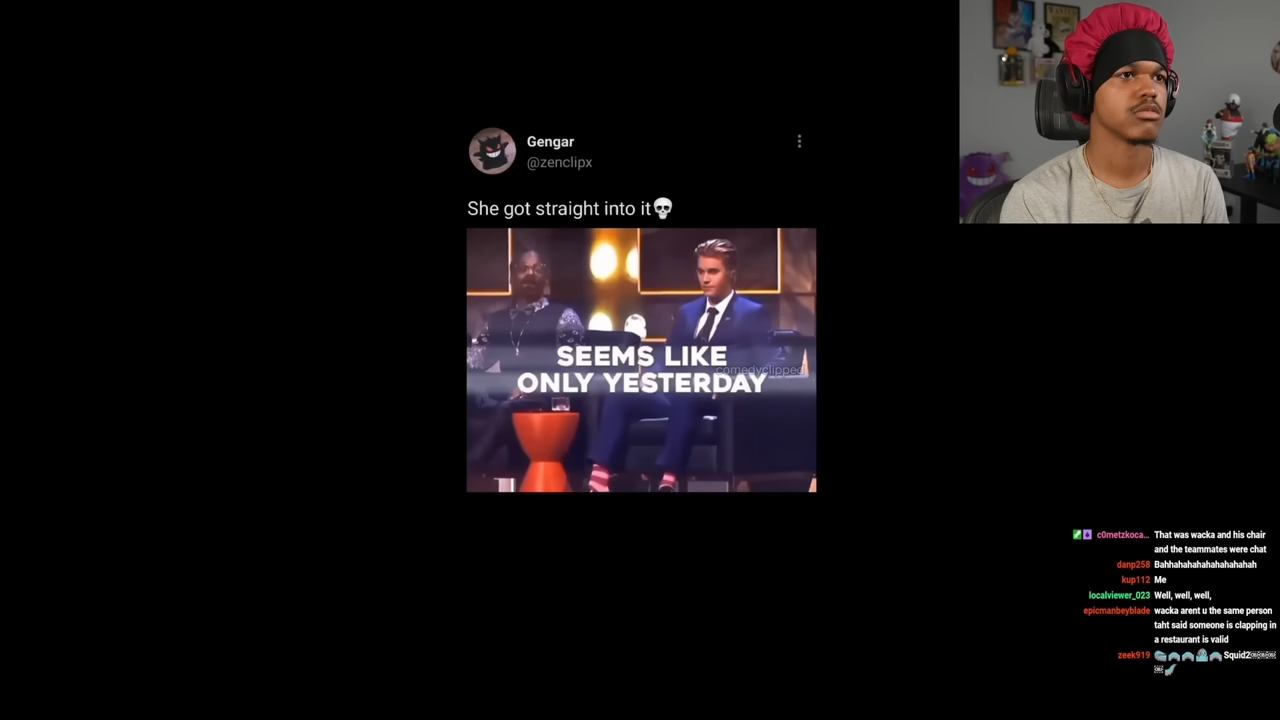 Gengar
@zenclipx
She got straight into it💀
SEEMS LIKE
ONLY YESTERDAY
comedyclipped
c0metzkoca... That was wacka and his chair
and the teammates were chat
danp258 Bahhahahahahahahahah
kup112 Me
localviewer_023 Well, well, well,
epicmanbeyblade wacka arent u the same person
taht said someone is clapping in
a restaurant is valid
zeek919 Squid2